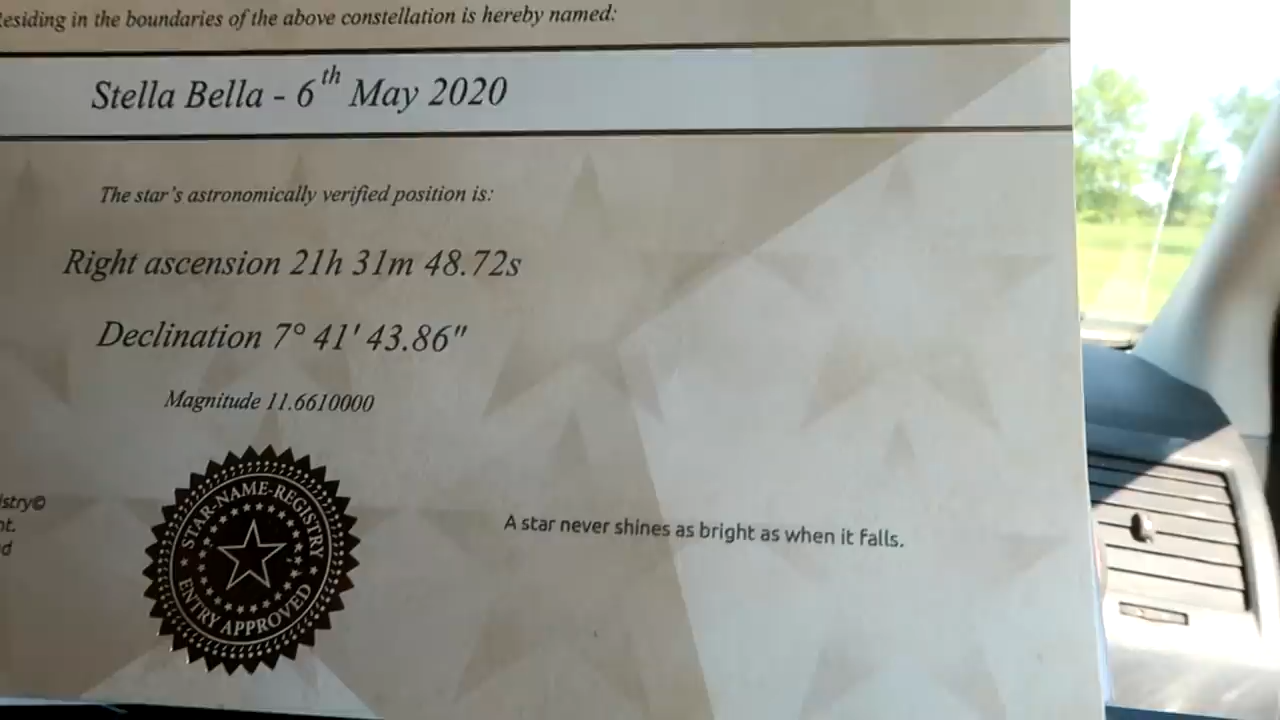 Residing in the boundaries of the above constellation is hereby named:
Stella Bella - 6th May 2020
The star's astronomically verified position is:
Right ascension 21h 31m 48.72s
Declination 7° 41' 43.86"
Magnitude 11.6610000
STAR-NAME-REGISTRY
ENTRY APPROVED
A star never shines as bright as when it falls.